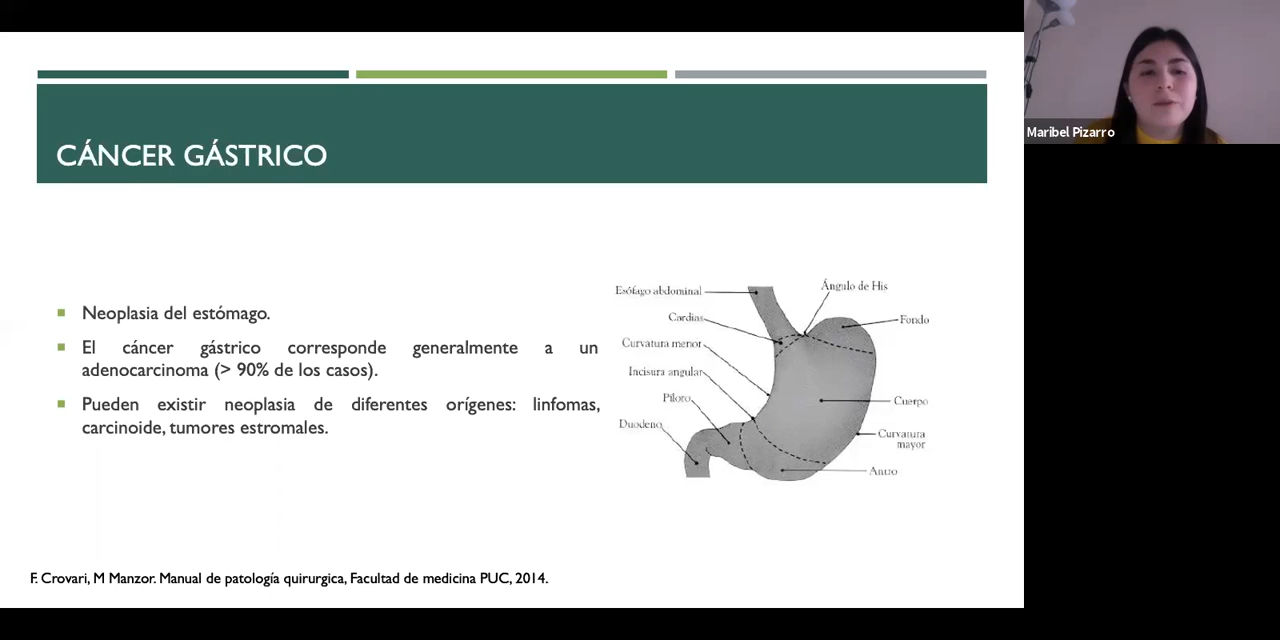 CÁNCER GÁSTRICO
Neoplasia del estómago.
El cáncer gástrico corresponde generalmente a un
adenocarcinoma (> 90% de los casos).
Pueden existir neoplasia de diferentes orígenes: linfomas,
carcinoide, tumores estromales.
Esófago abdominal
Cardias
Curvatura menor
Incisura angular
Píloro
Duodeno
Ángulo de His
Fondo
Cuerpo
Curvatura
mayor
Antro
F. Crovari, M Manzor. Manual de patología quirurgica, Facultad de medicina PUC, 2014.
Maribel Pizarro